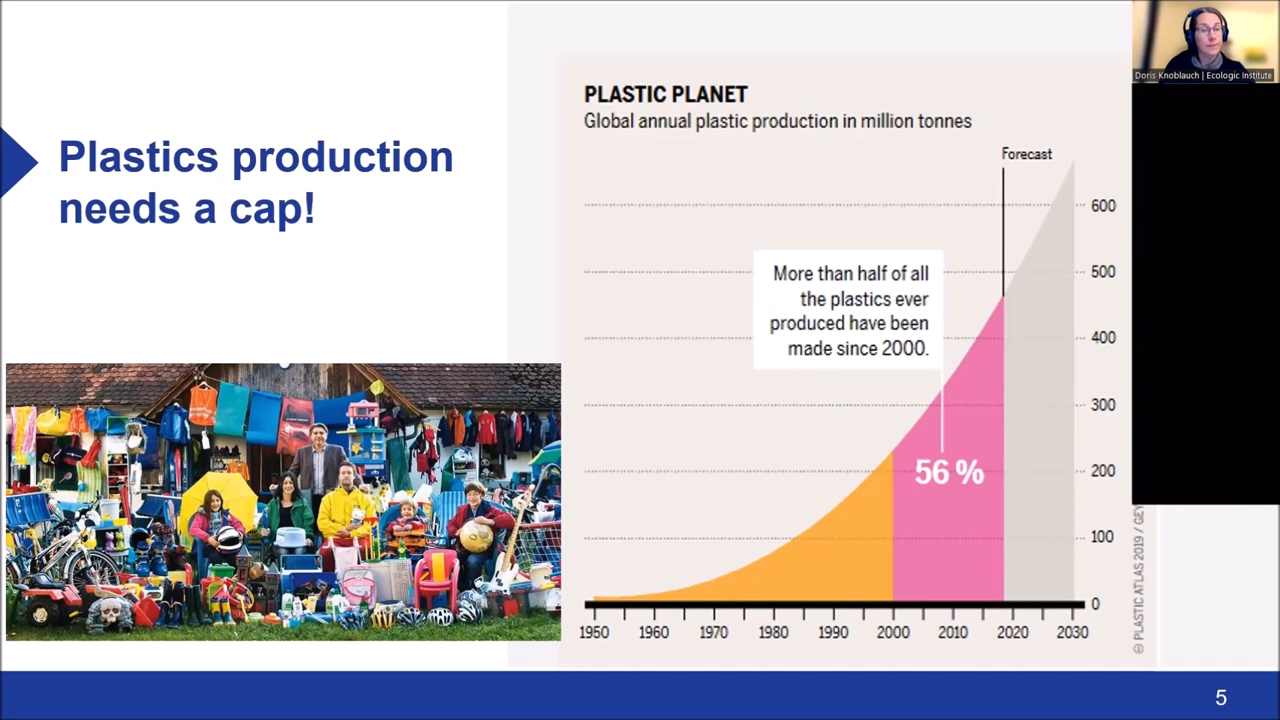 Plastics production
needs a cap!
PLASTIC PLANET
Global annual plastic production in million tonnes
Forecast
600
500
400
300
200
100
0
More than half of all
the plastics ever
produced have been
made since 2000.
56 %
1950 1960 1970 1980 1990 2000 2010 2020 2030
© PLASTIC ATLAS 2019 / GEY
Doris Knoblauch | Ecologic Institute
5